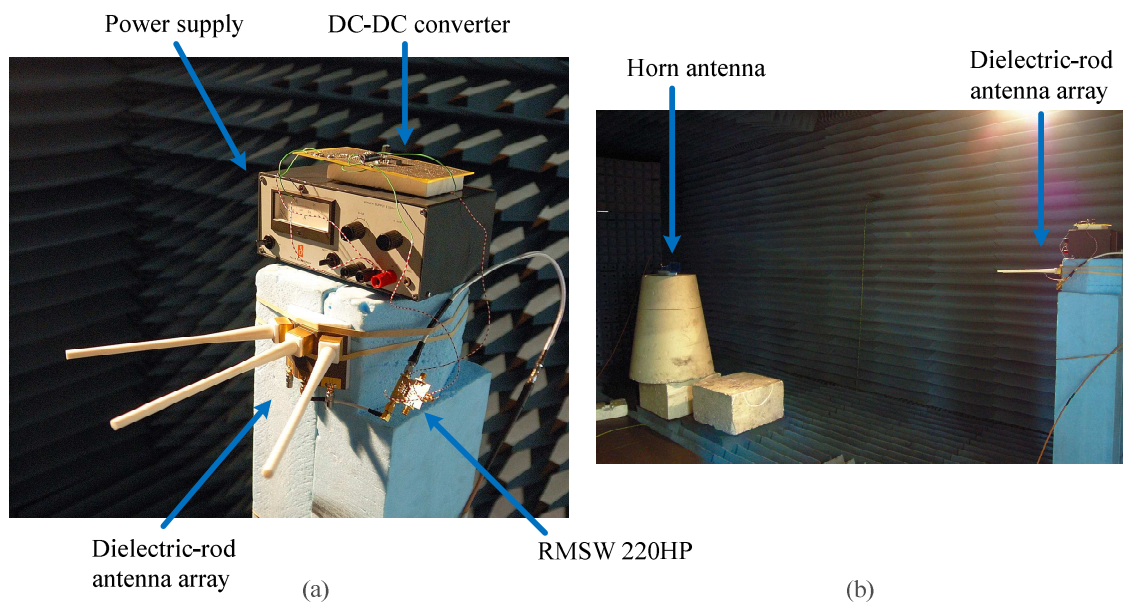 Power supply
DC-DC converter
Dielectric-rod
antenna array
RMSW 220HP
(a)
Horn antenna
Dielectric-rod
antenna array
(b)